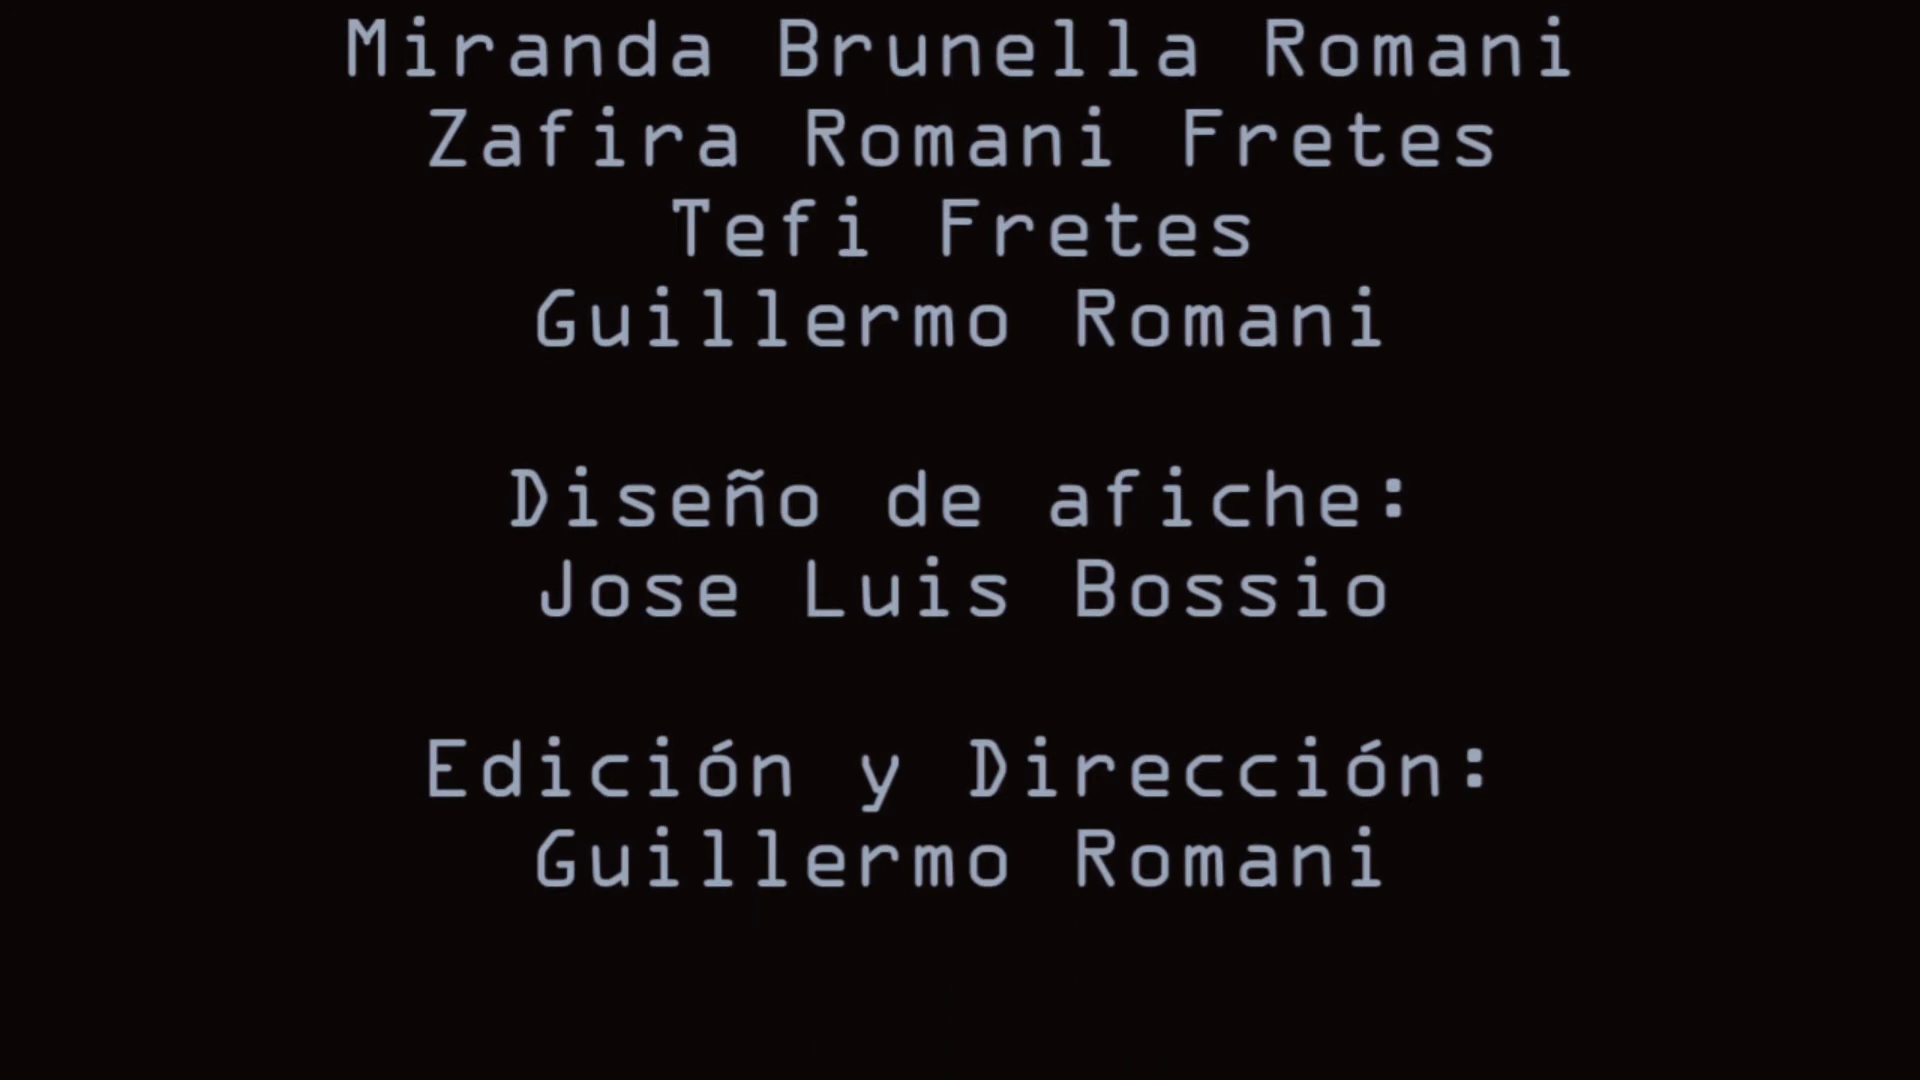 Miranda Brunella Romani
Zafira Romani Fretes
Tefi Fretes
Guillermo Romani
Diseño de afiche:
Jose Luis Bossio
Edición y Dirección:
Guillermo Romani